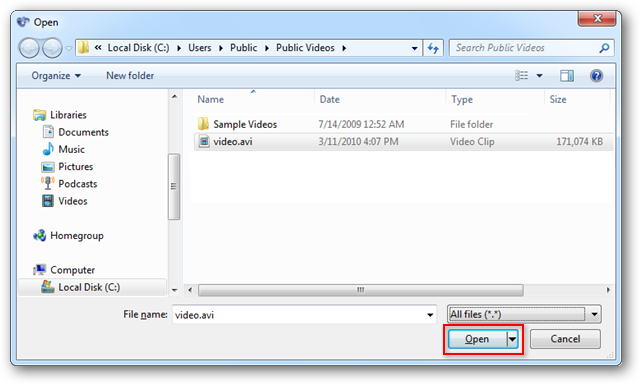 Open
« Local Disk (C:) ▸ Users ▸ Public ▸ Public Videos ▸ Search Public Videos
Organize ▾ New folder
Libraries
Documents
Music
Pictures
Podcasts
Videos
Homegroup
Computer
Local Disk (C:)
Name Date Type Size
Sample Videos 7/14/2009 12:52 AM File folder
video.avi 3/11/2010 4:07 PM Video Clip 171,074 KB
File name: video.avi All files (*.*)
Open Cancel